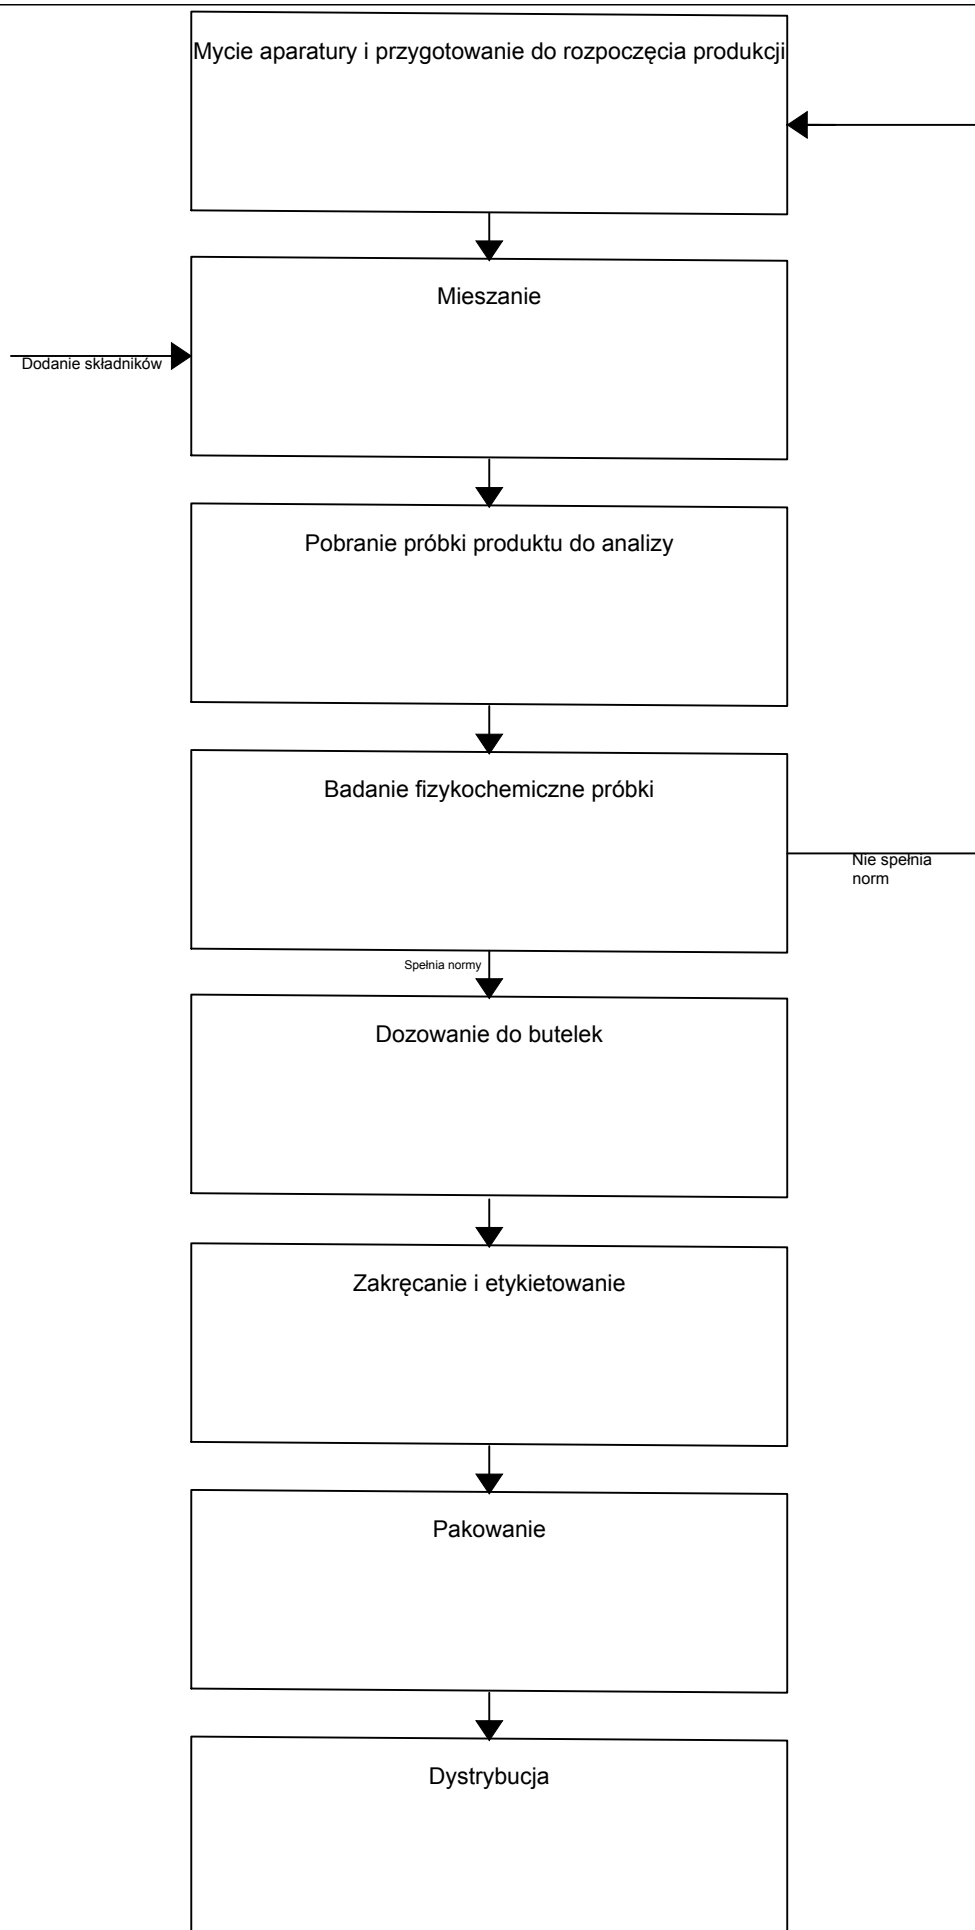 Mycie aparatury i przygotowanie do rozpoczęcia produkcji
Mieszanie
Dodanie składników
Pobranie próbki produktu do analizy
Badanie fizykochemiczne próbki
Nie spełnia
norm
Spełnia normy
Dozowanie do butelek
Zakręcanie i etykietowanie
Pakowanie
Dystrybucja